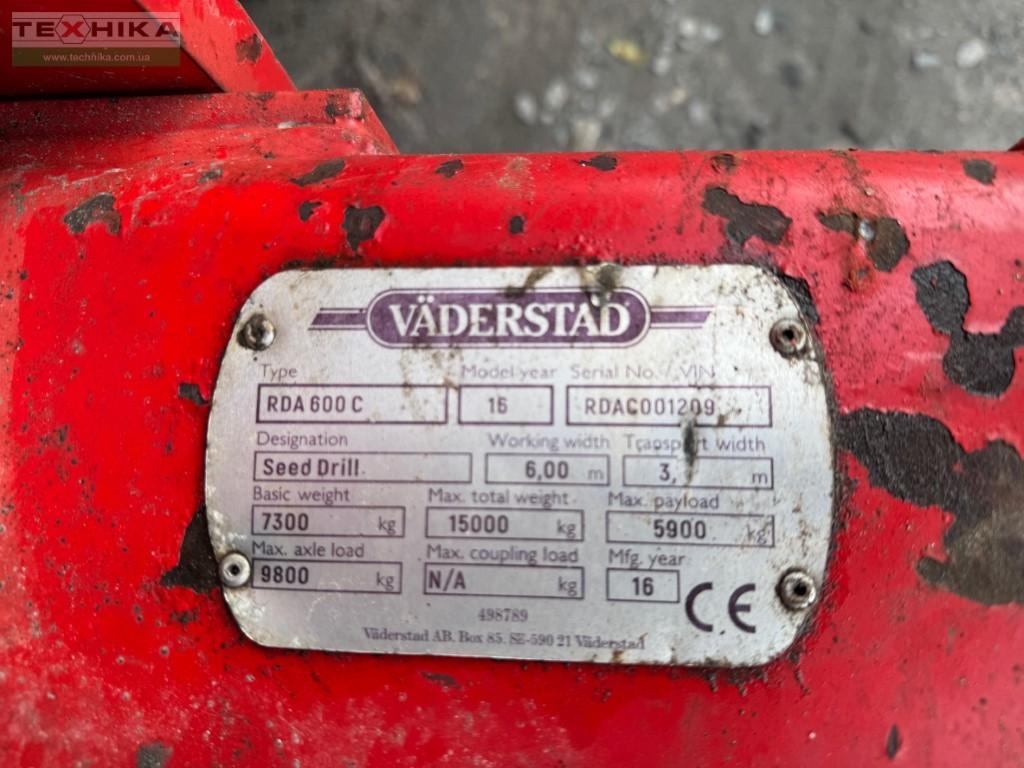 ТЕХНІКА
www.techhika.com.ua
VÄDERSTAD
Type Model year Serial No. / VIN
RDA 600 C 16 RDAC001209
Designation Working width Transport width
Seed Drill 6,00 m 3, m
Basic weight Max. total weight Max. payload
7300 kg 15000 kg 5900 kg
Max. axle load Max. coupling load Mfg. year
9800 kg N/A kg 16 CE
498789
Väderstad AB. Box 85. SE-590 21 Väderstad